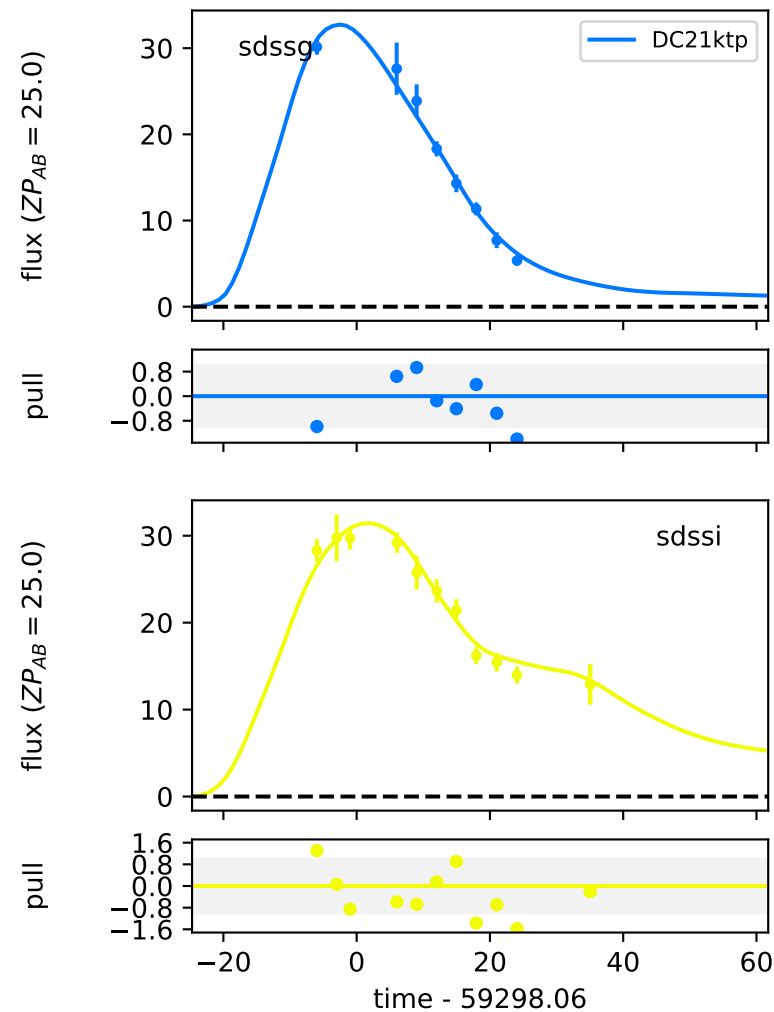 sdssg
DC21ktp
flux (ZP_AB = 25.0)
30
20
10
0
pull
0.8
0.0
−0.8
sdssi
flux (ZP_AB = 25.0)
30
20
10
0
pull
1.6
0.8
0.0
−0.8
−1.6
−20 0 20 40 60
time - 59298.06